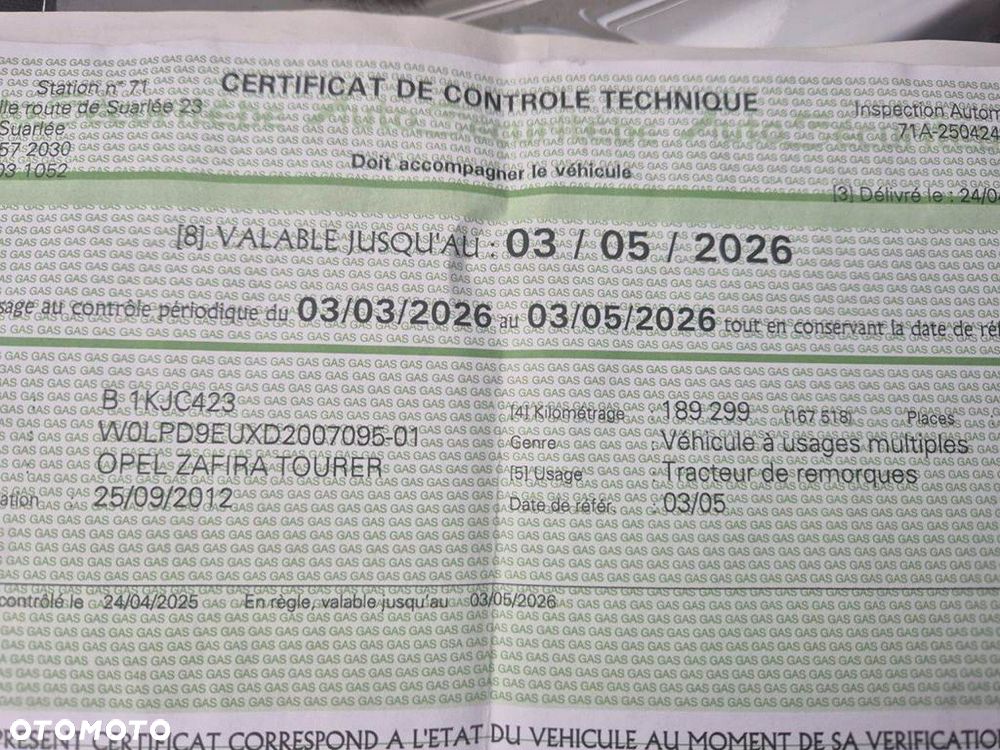 Station n° 71
CERTIFICAT DE CONTROLE TECHNIQUE
lle route de Suarlée 23
Inspection Autom
Suarlée
71A-250424
57 2030
03 1052
Doit accompagner le véhicule
[3] Délivré le : 24/0
[8] VALABLE JUSQU'AU : 03 / 05 / 2026
sage au contrôle périodique du 03/03/2026 au 03/05/2026 tout en conservant la date de réf
: B 1KJC423
[4] Kilométrage : 189 299 (167 518) Places :
: W0LPD9EUXD2007095-01
Genre : Véhicule à usages multiples
: OPEL ZAFIRA TOURER
[5] Usage : Tracteur de remorques
ation : 25/09/2012
Date de référ. : 03/05
contrôlé le 24/04/2025 En règle, valable jusqu'au 03/05/2026
PRESENT CERTIFICAT CORRESPOND A L'ETAT DU VEHICULE AU MOMENT DE SA VERIFICATION
OTOMOTO